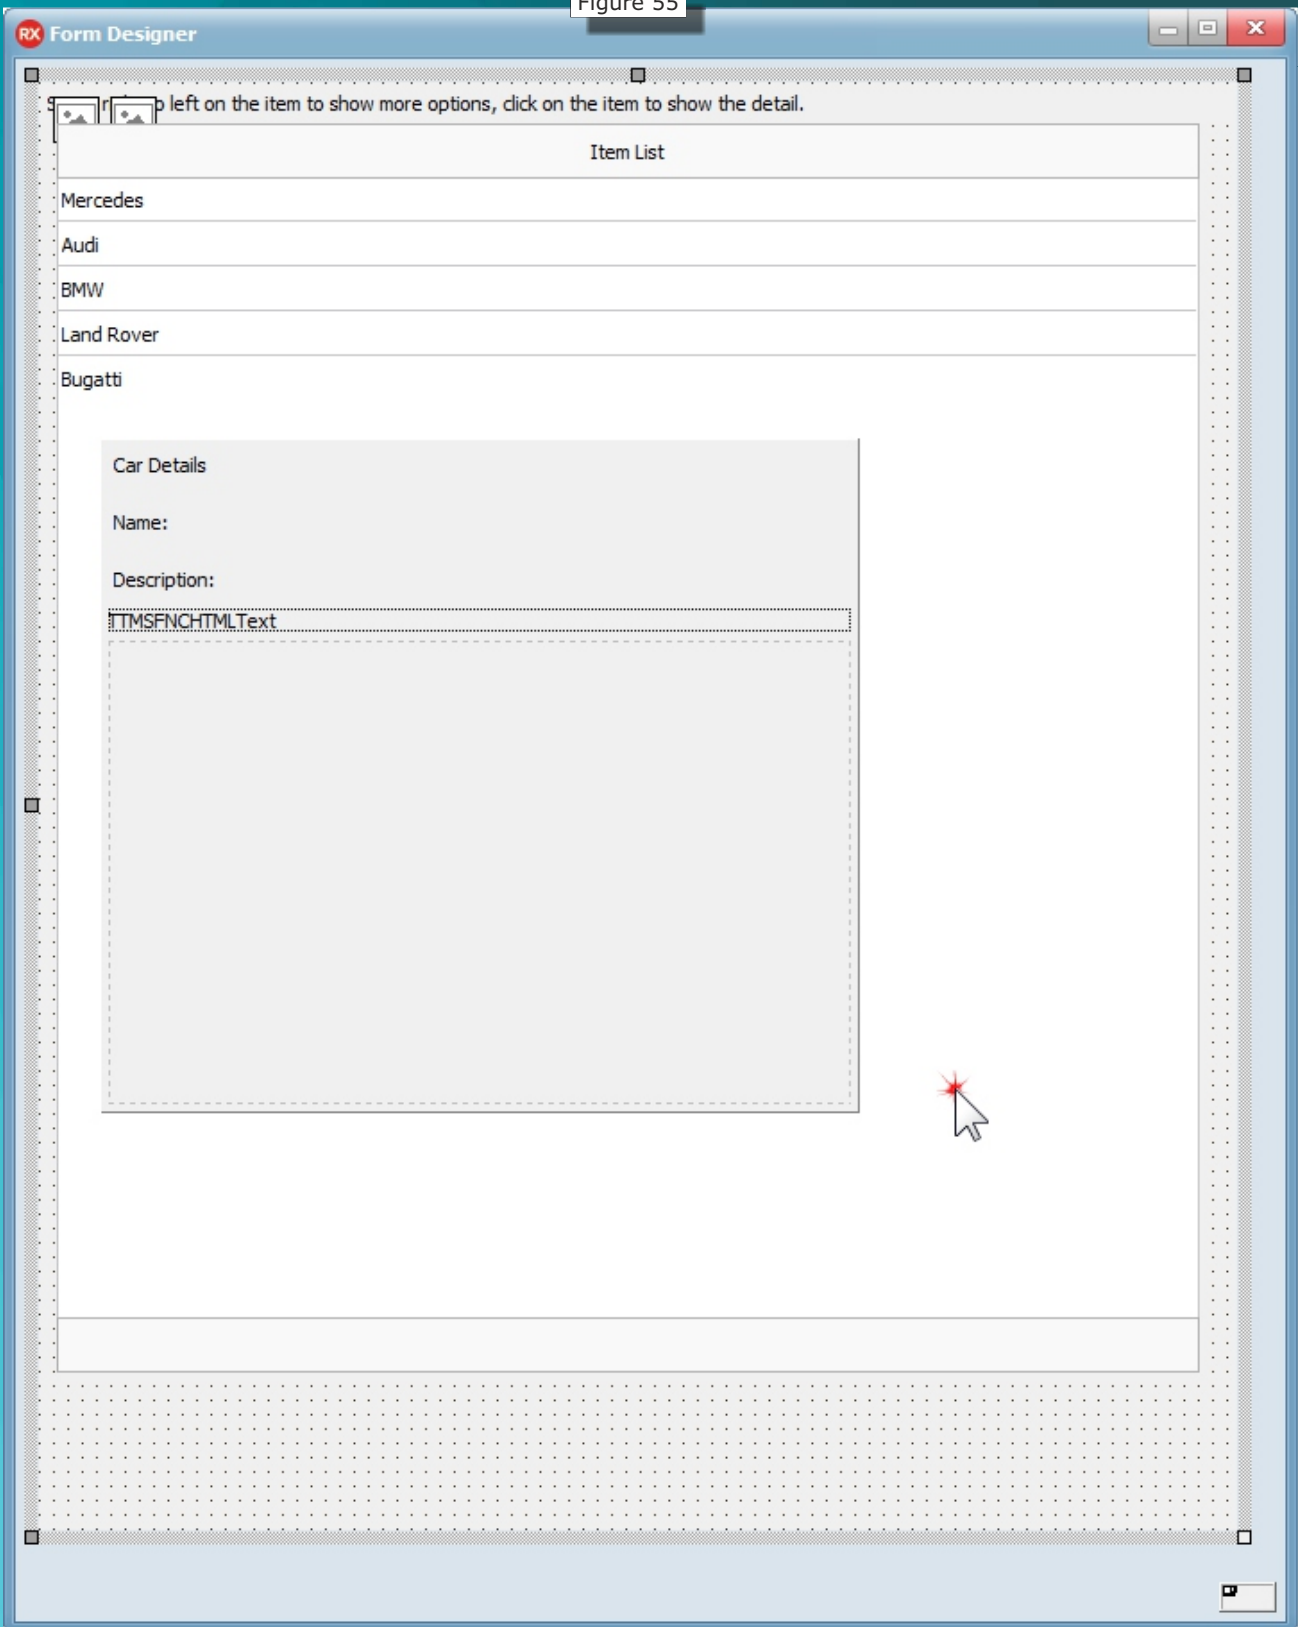 Figure 55
RX Form Designer
left on the item to show more options, click on the item to show the detail.
Item List
Mercedes
Audi
BMW
Land Rover
Bugatti
Car Details
Name:
Description:
TTMSFNCHTMLText